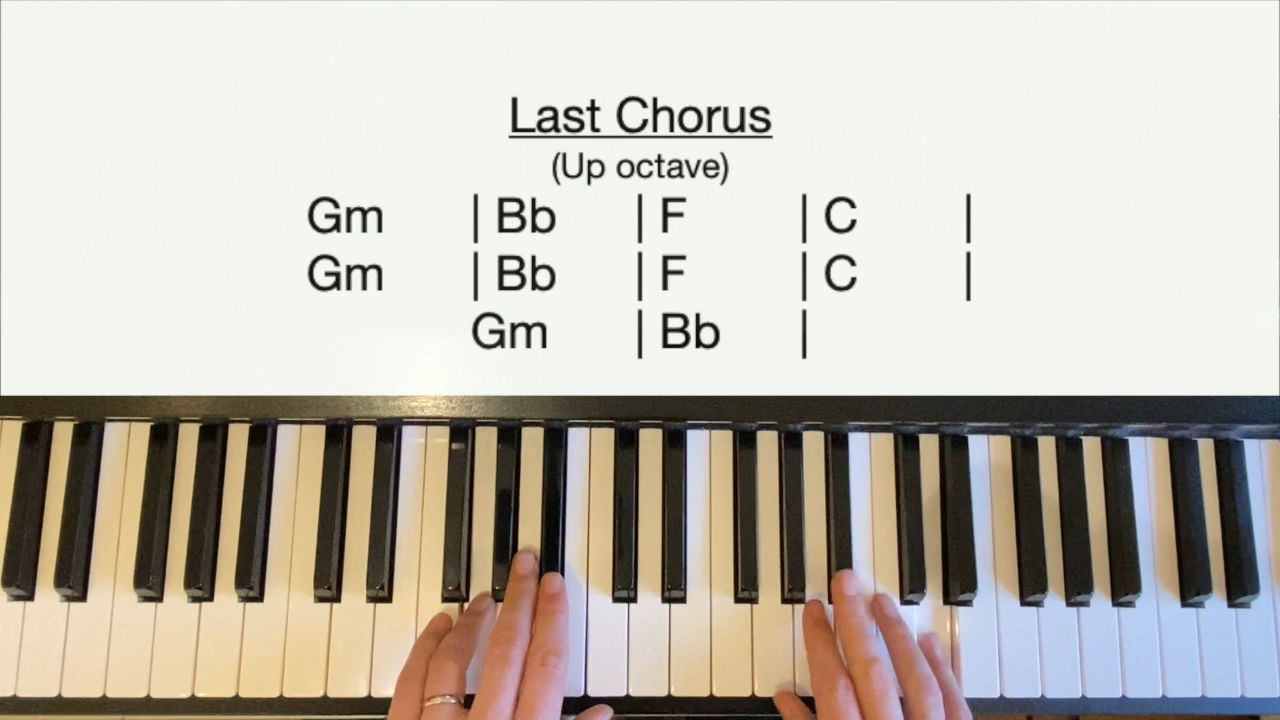 Last Chorus
(Up octave)
Gm | Bb | F | C |
Gm | Bb | F | C |
Gm | Bb |